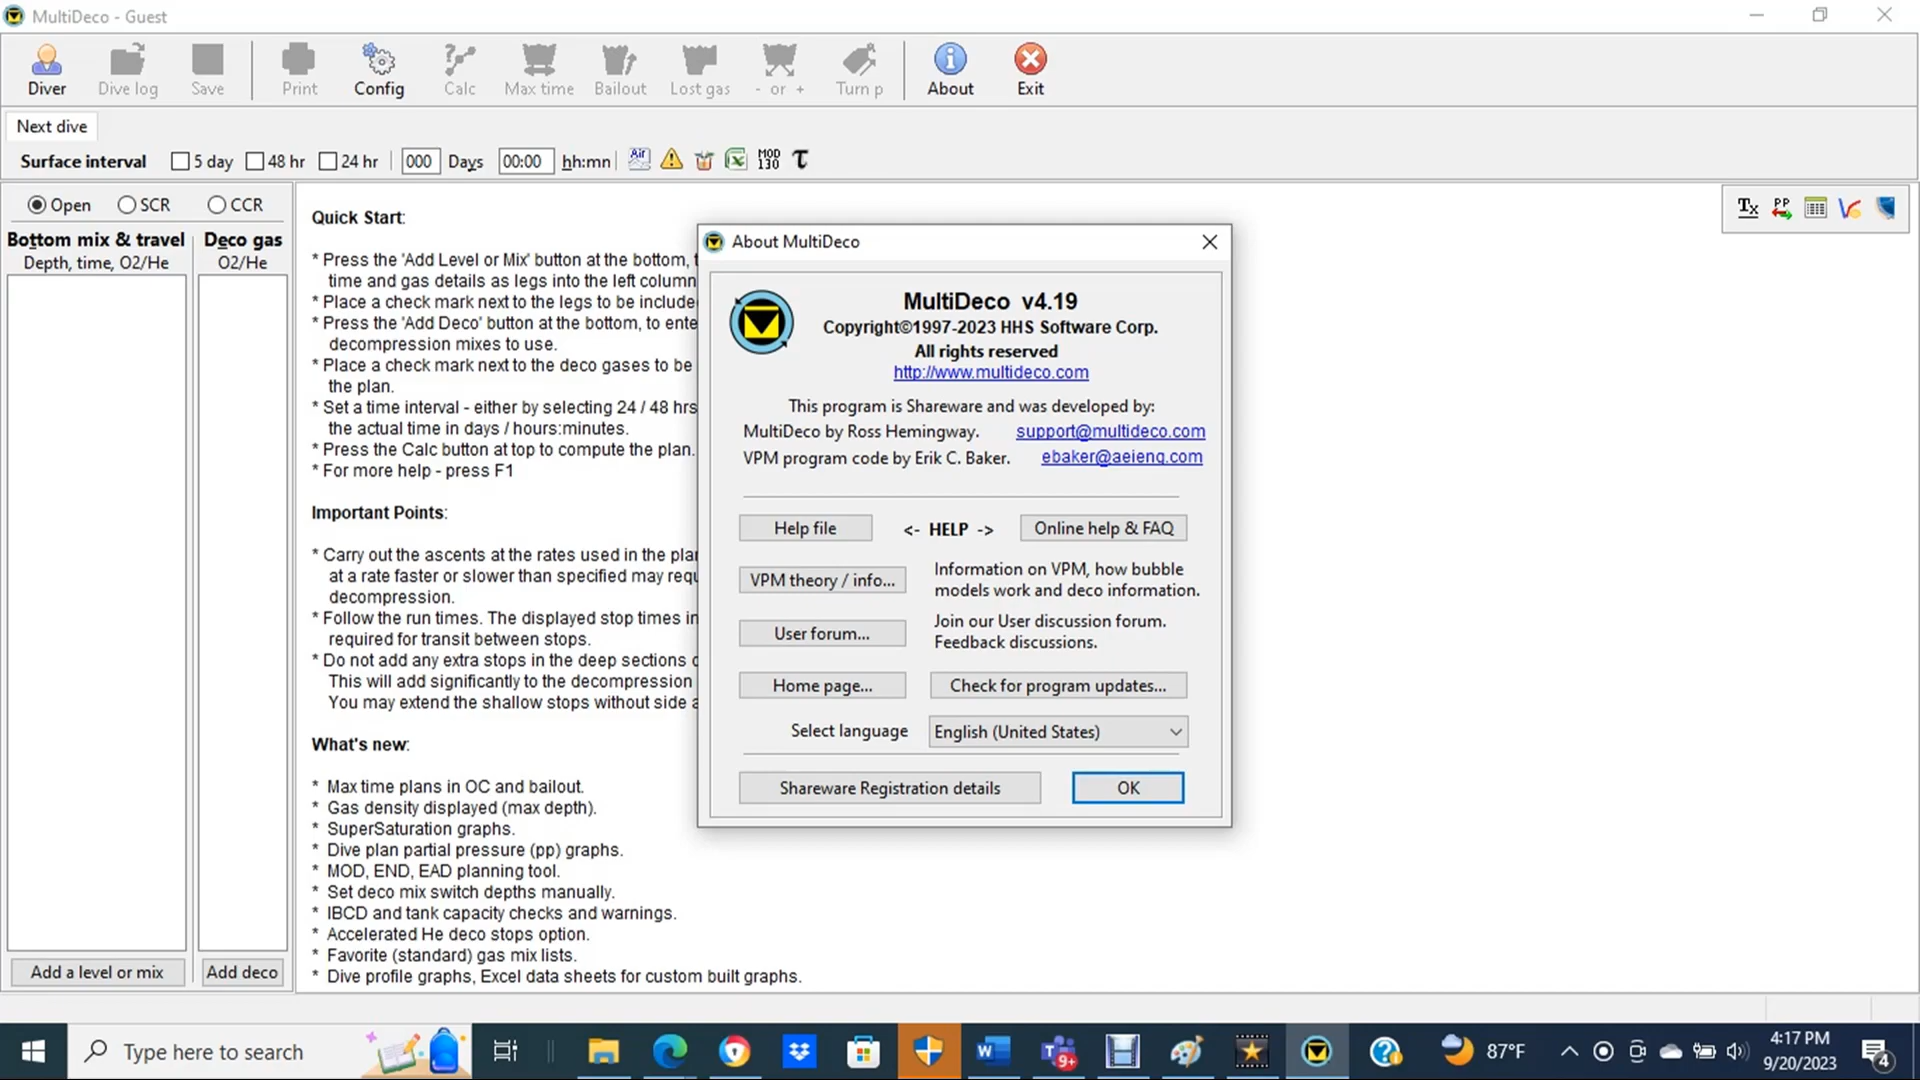 MultiDeco - Guest
Diver
Dive log
Save
Print
Config
Calc
Max time
Bailout
Lost gas
- or +
Turn p
About
Exit
Next dive
Surface interval
5 day
48 hr
24 hr
000
Days
00:00
hh:mn
Air
MOD
130
τ
Open
SCR
CCR
Tx
PP
Bottom mix & travel
Deco gas
Depth, time, O2/He
O2/He
Quick Start:
* Press the 'Add Level or Mix' button at the bottom,
time and gas details as legs into the left column
* Place a check mark next to the legs to be include
* Press the 'Add Deco' button at the bottom, to ente
decompression mixes to use.
* Place a check mark next to the deco gases to be
the plan.
* Set a time interval - either by selecting 24 / 48 hrs
the actual time in days / hours:minutes.
* Press the Calc button at top to compute the plan.
* For more help - press F1
Important Points:
* Carry out the ascents at the rates used in the pla
at a rate faster or slower than specified may requ
decompression.
* Follow the run times. The displayed stop times in
required for transit between stops.
* Do not add any extra stops in the deep sections
This will add significantly to the decompression
You may extend the shallow stops without side a
What's new:
* Max time plans in OC and bailout.
* Gas density displayed (max depth).
* SuperSaturation graphs.
* Dive plan partial pressure (pp) graphs.
* MOD, END, EAD planning tool.
* Set deco mix switch depths manually.
* IBCD and tank capacity checks and warnings.
* Accelerated He deco stops option.
* Favorite (standard) gas mix lists.
* Dive profile graphs, Excel data sheets for custom built graphs.
Add a level or mix
Add deco
About MultiDeco
MultiDeco v4.19
Copyright©1997-2023 HHS Software Corp.
All rights reserved
http://www.multideco.com
This program is Shareware and was developed by:
MultiDeco by Ross Hemingway. support@multideco.com
VPM program code by Erik C. Baker. ebaker@aeieng.com
Help file
<- HELP ->
Online help & FAQ
VPM theory / info...
Information on VPM, how bubble
models work and deco information.
User forum...
Join our User discussion forum.
Feedback discussions.
Home page...
Check for program updates...
Select language
English (United States)
Shareware Registration details
OK
Type here to search
9+
87°F
4:17 PM
9/20/2023
4